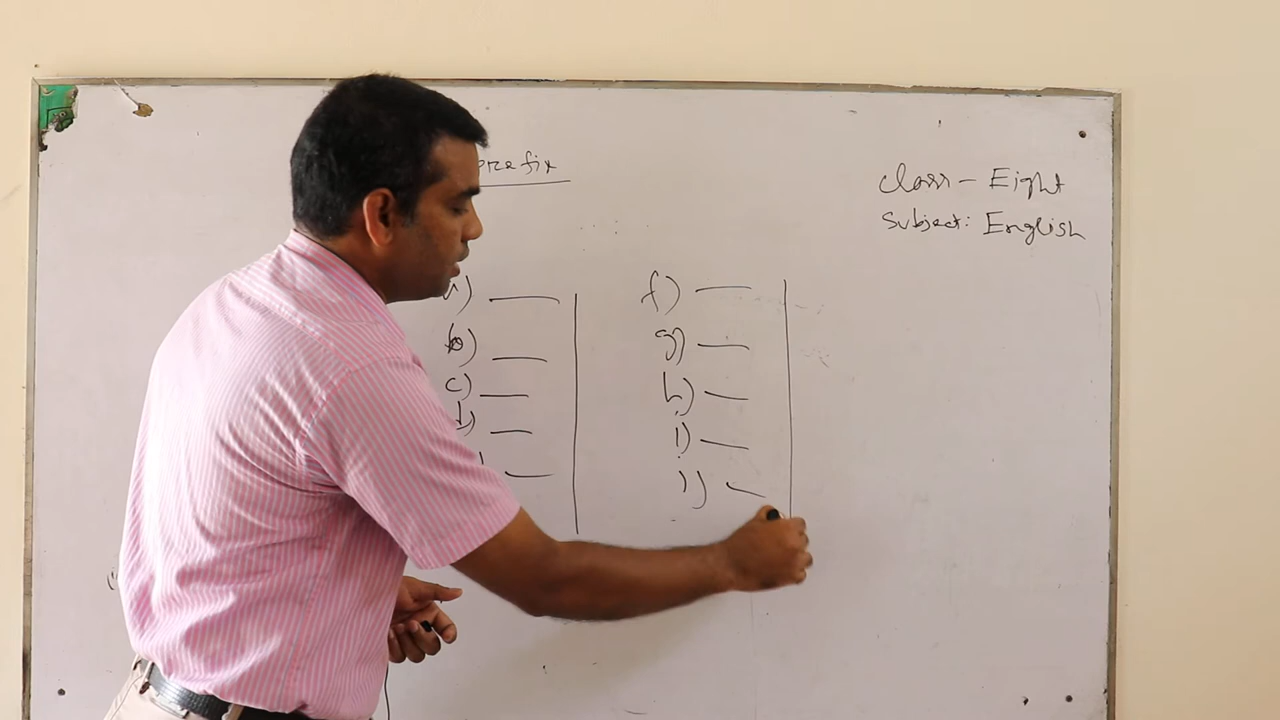 prefix
Class - Eight
Subject: English
a) —
b) —
c) —
d) —
f) —
g) —
h) —
i) —
j) —